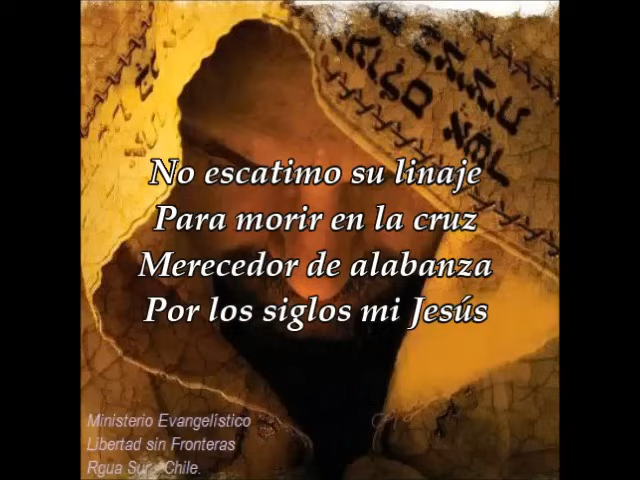 No escatimo su linaje
Para morir en la cruz
Merecedor de alabanza
Por los siglos mi Jesús
Ministerio Evangelístico
Libertad sin Fronteras
Rgua Sur - Chile.